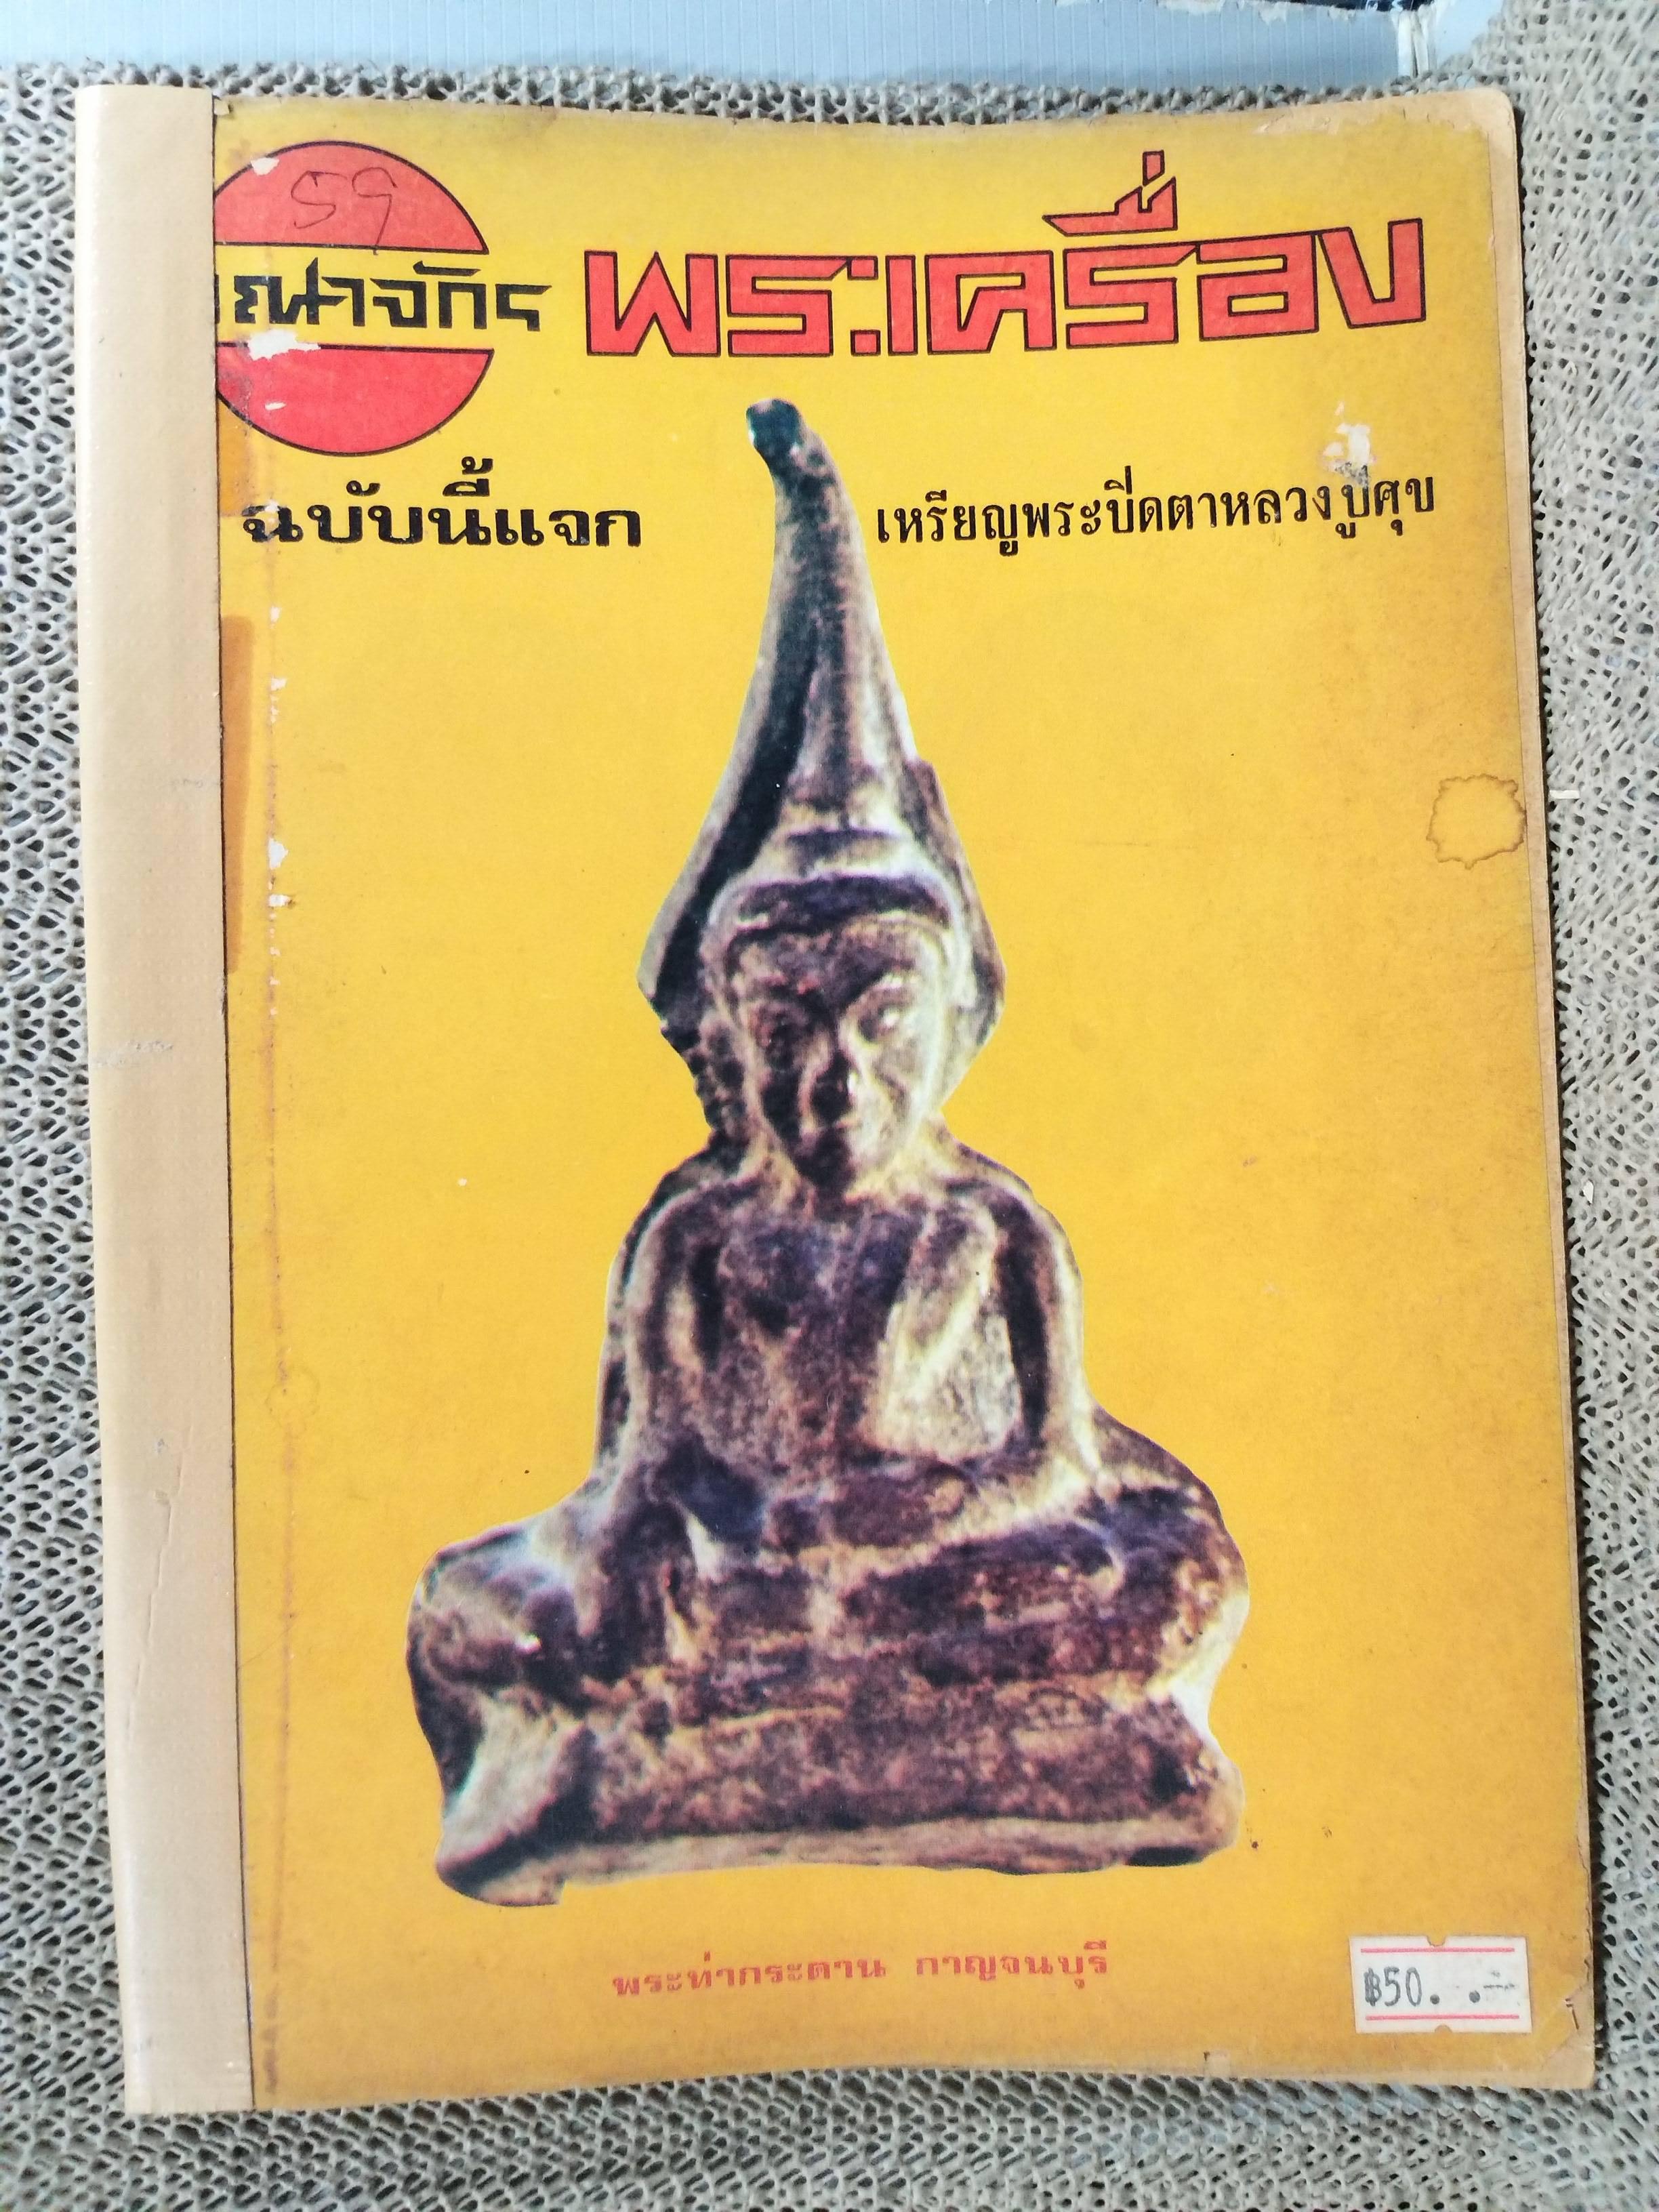 59
ณาจักร พระเครื่อง
ฉบับนี้แจก เหรียญพระปิดตาหลวงปู่ศุข
พระท่ากระดาน กาญจนบุรี
฿50. .-